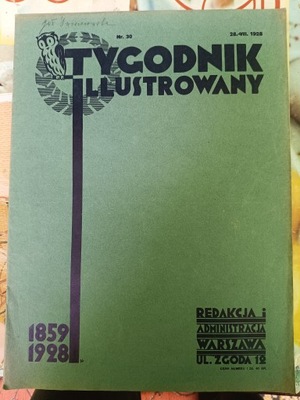 Nr. 30
28.-VII. 1928
TYGODNIK
ILLUSTROWANY
1859
1928
REDAKCJA i
ADMINISTRACJA
WARSZAWA
UL. ZGODA 12